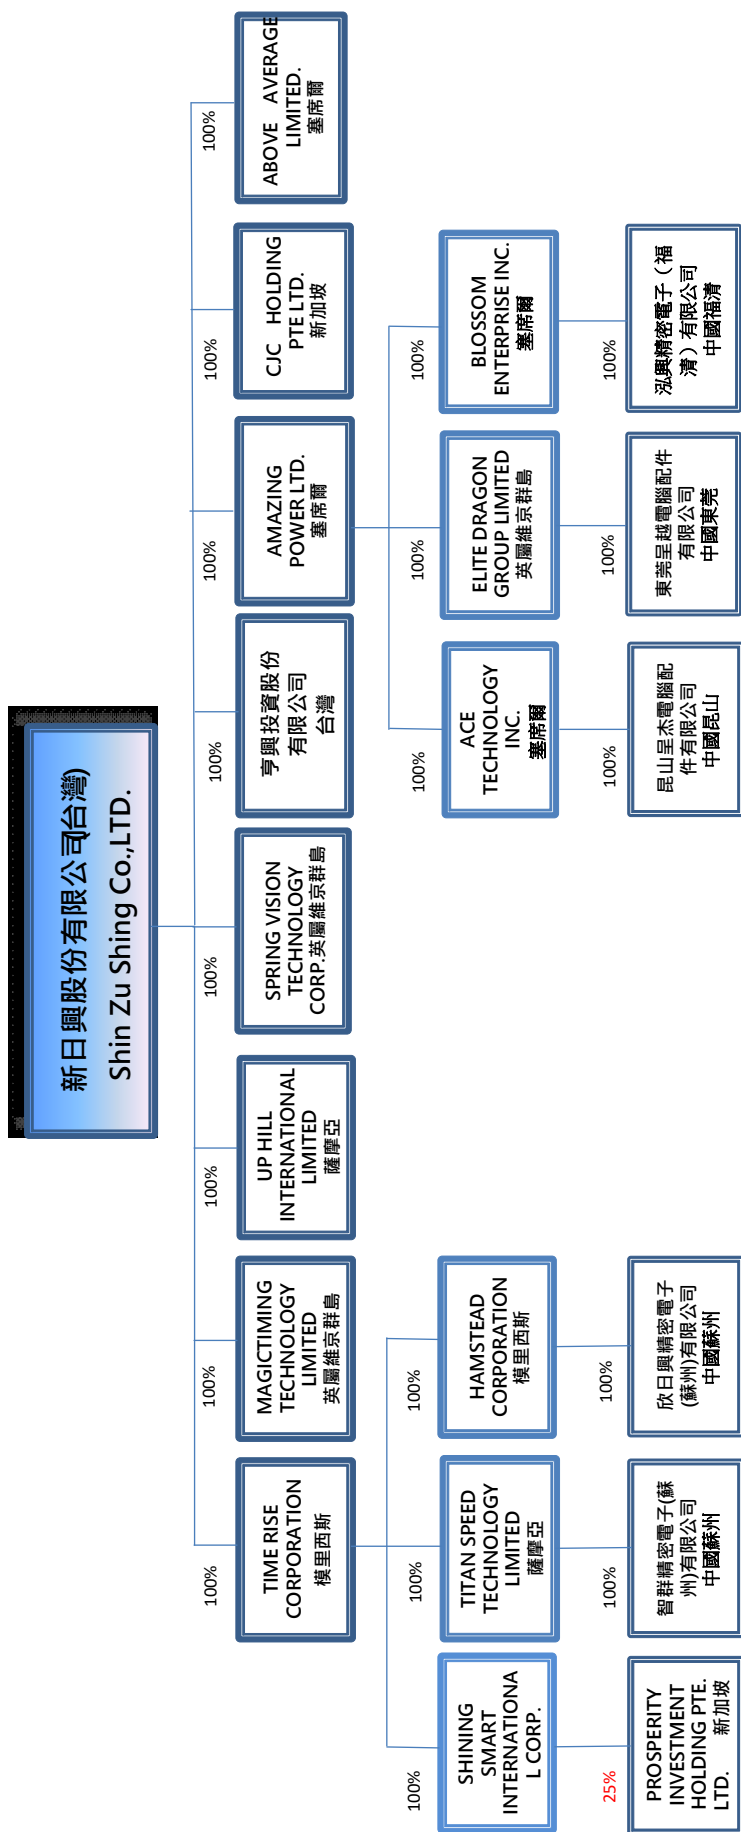 新日興股份有限公司(台灣)
Shin Zu Shing Co.,LTD.
100%
TIME RISE
CORPORATION
模里西斯
100%
MAGICTIMING
TECHNOLOGY
LIMITED
英屬維京群島
100%
UP HILL
INTERNATIONAL
LIMITED
薩摩亞
100%
SPRING VISION
TECHNOLOGY
CORP.英屬維京群島
100%
亨興投資股份
有限公司
台灣
100%
AMAZING
POWER LTD.
塞席爾
100%
CJC HOLDING
PTE LTD.
新加坡
100%
ABOVE AVERAGE
LIMITED.
塞席爾
100%
SHINING
SMART
INTERNATIONA
L CORP.
100%
TITAN SPEED
TECHNOLOGY
LIMITED
薩摩亞
100%
HAMSTEAD
CORPORATION
模里西斯
100%
ACE
TECHNOLOGY
INC.
塞席爾
100%
ELITE DRAGON
GROUP LIMITED
英屬維京群島
100%
BLOSSOM
ENTERPRISE INC.
塞席爾
25%
PROSPERITY
INVESTMENT
HOLDING PTE.
LTD. 新加坡
100%
智群精密電子(蘇
州)有限公司
中國蘇州
100%
欣日興精密電子
(蘇州)有限公司
中國蘇州
100%
昆山呈杰電腦配
件有限公司
中國昆山
100%
東莞呈越電腦配件
有限公司
中國東莞
100%
泓興精密電子（福
清）有限公司
中國福清